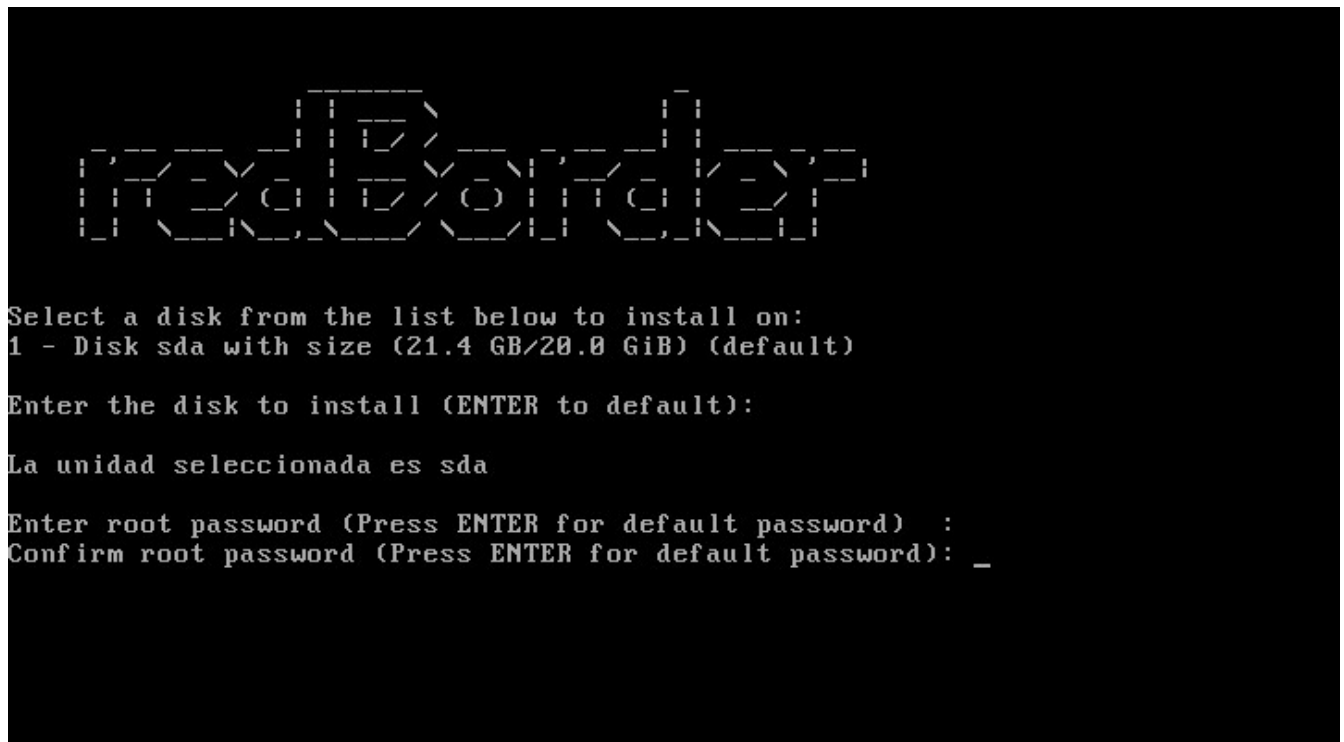 redBorder
Select a disk from the list below to install on:
1 - Disk sda with size (21.4 GB/20.0 GiB) (default)
Enter the disk to install (ENTER to default):
La unidad seleccionada es sda
Enter root password (Press ENTER for default password)  :
Confirm root password (Press ENTER for default password): _